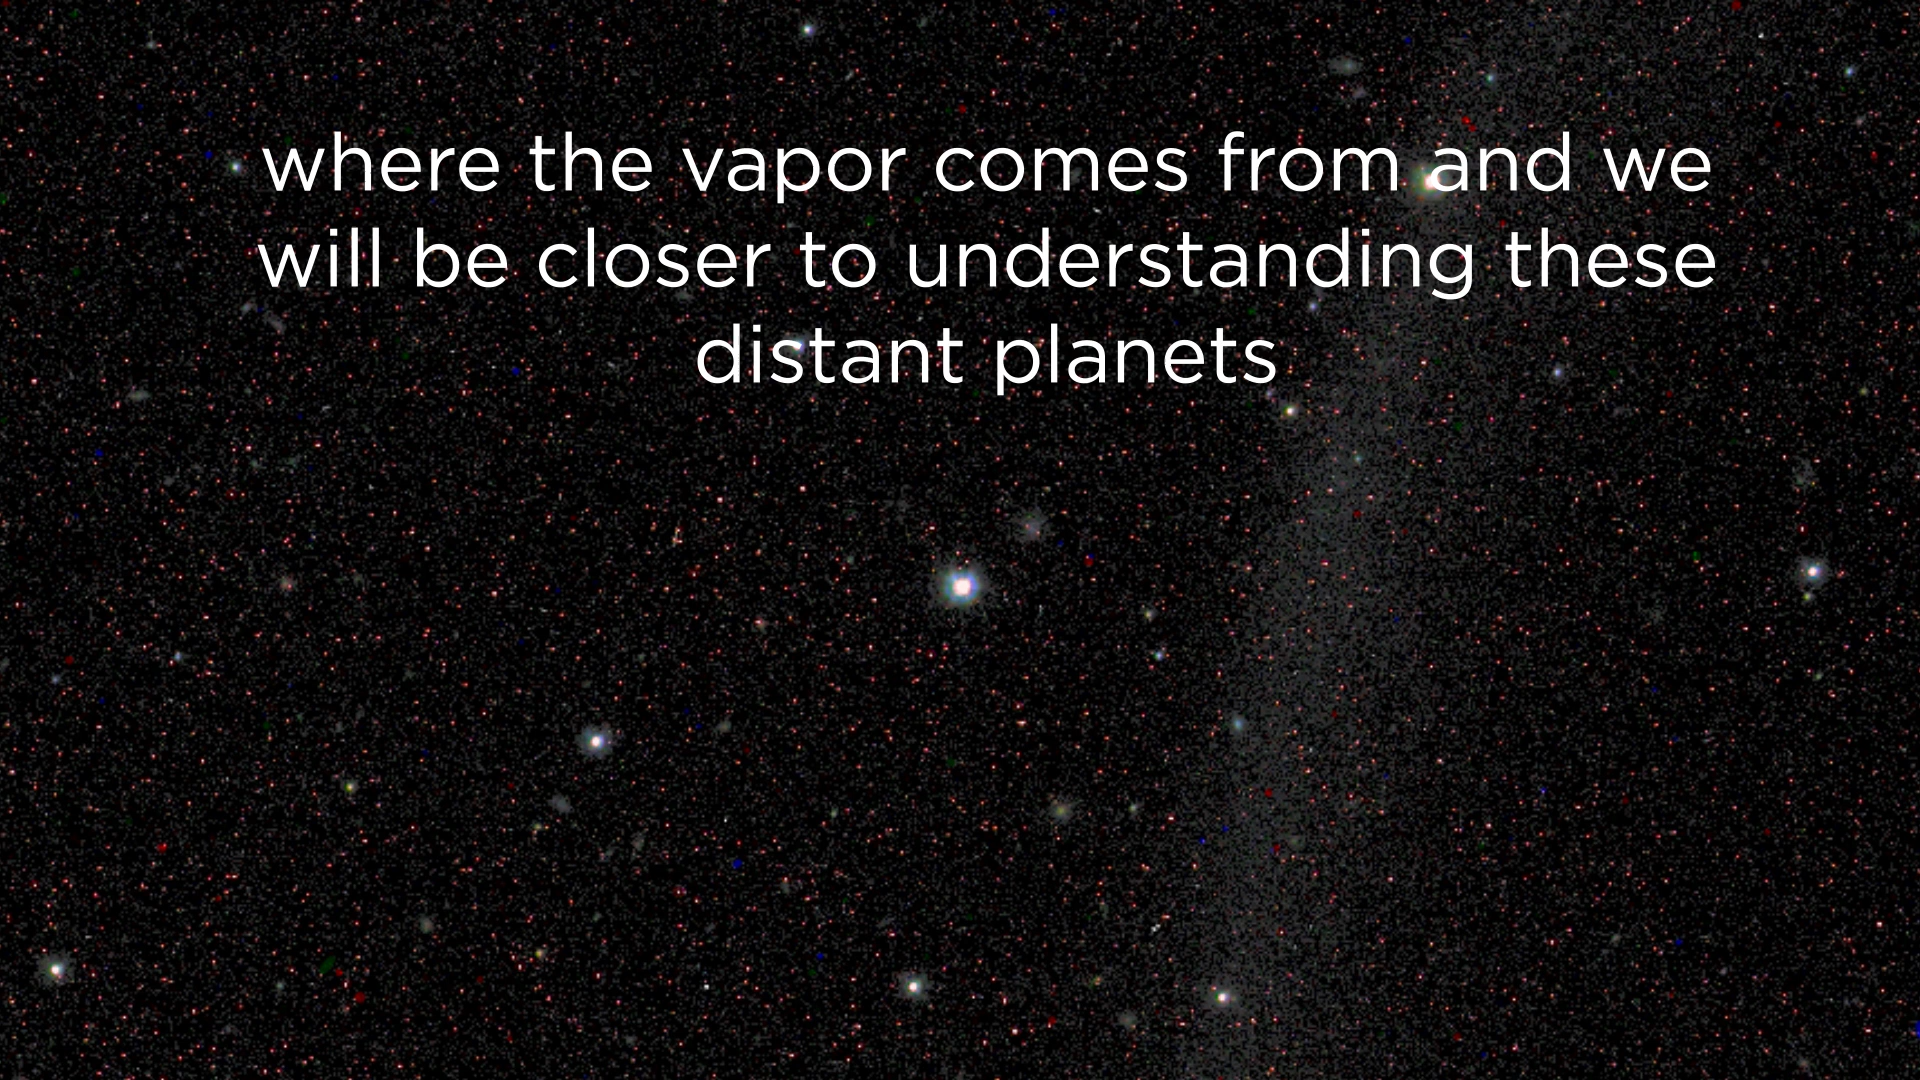 where the vapor comes from and we
will be closer to understanding these
distant planets